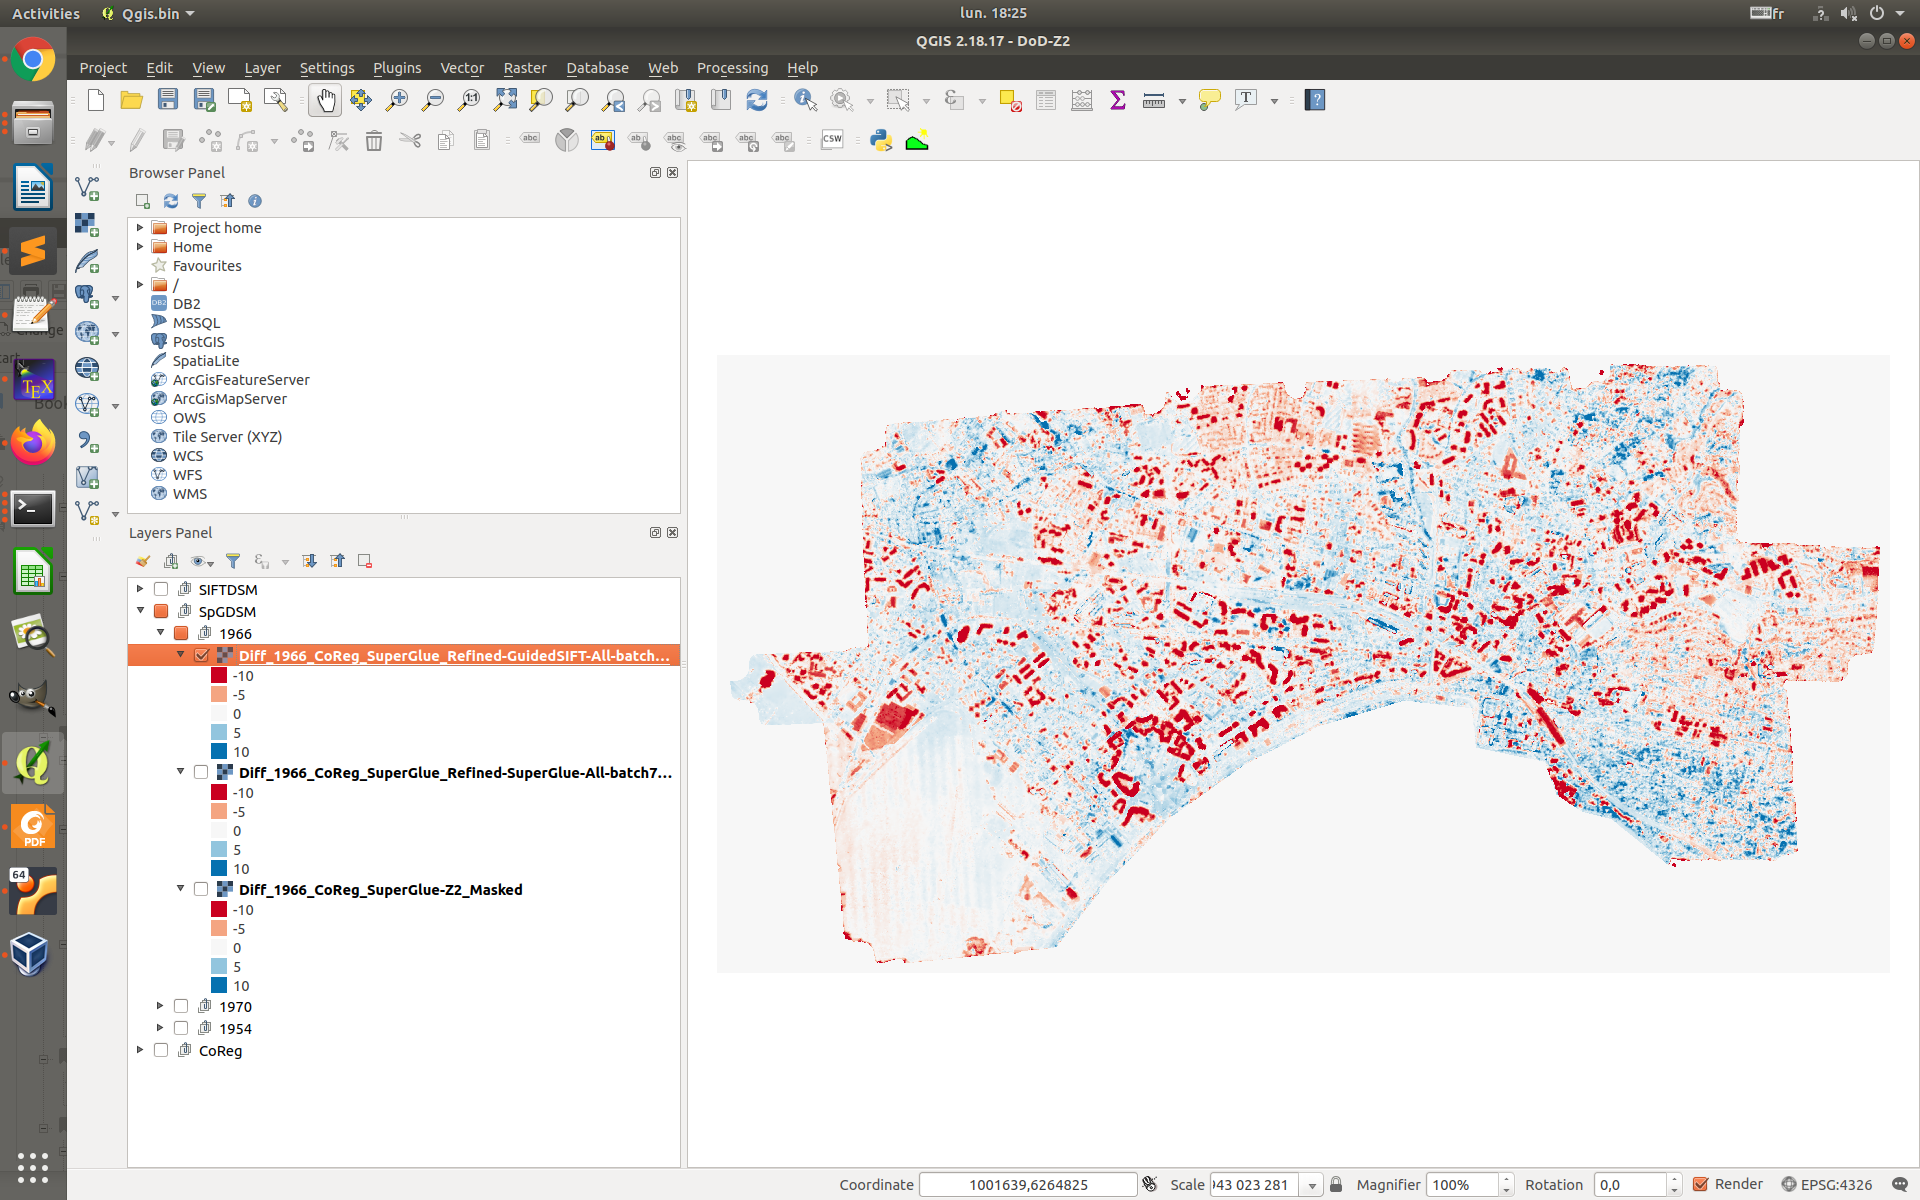 Activities Qgis.bin lun. 18:25 fr
QGIS 2.18.17 - DoD-Z2
Project Edit View Layer Settings Plugins Vector Raster Database Web Processing Help
Browser Panel
Project home
Home
Favourites
/
DB2
MSSQL
PostGIS
SpatiaLite
ArcGisFeatureServer
ArcGisMapServer
OWS
Tile Server (XYZ)
WCS
WFS
WMS
Layers Panel
SIFTDSM
SpGDSM
1966
Diff_1966_CoReg_SuperGlue_Refined-GuidedSIFT-All-batch...
-10
-5
0
5
10
Diff_1966_CoReg_SuperGlue_Refined-SuperGlue-All-batch7...
-10
-5
0
5
10
Diff_1966_CoReg_SuperGlue-Z2_Masked
-10
-5
0
5
10
1970
1954
CoReg
Coordinate 1001639,6264825 Scale 943 023 281 Magnifier 100% Rotation 0,0 Render EPSG:4326